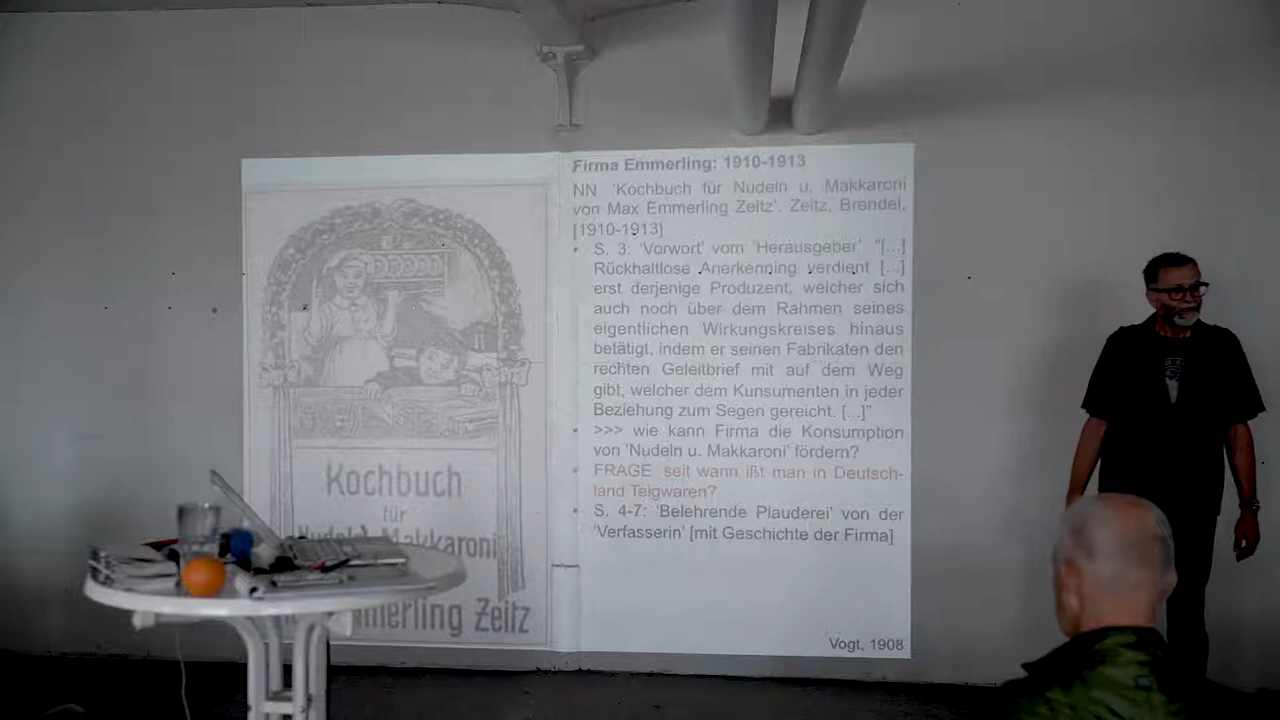 Firma Emmerling: 1910-1913
NN 'Kochbuch für Nudeln u. Makkaroni
von Max Emmerling Zeitz'. Zeitz, Brendel,
[1910-1913]
• S. 3: 'Vorwort' vom 'Herausgeber' "[...]
Rückhaltlose Anerkenning verdient [...]
erst derjenige Produzent, welcher sich
auch noch über dem Rahmen seines
eigentlichen Wirkungskreises hinaus
betätigt, indem er seinen Fabrikaten den
rechten Geleitbrief mit auf dem Weg
gibt, welcher dem Kunsumenten in jeder
Beziehung zum Segen gereicht. [...]"
• >>> wie kann Firma die Konsumption
von 'Nudeln u. Makkaroni' fördern?
• FRAGE seit wann ißt man in Deutsch-
land Teigwaren?
• S. 4-7: 'Belehrende Plauderei' von der
'Verfasserin' [mit Geschichte der Firma]
Vogt, 1908
Kochbuch
für
Nudeln Makkaroni
Emmerling Zeitz